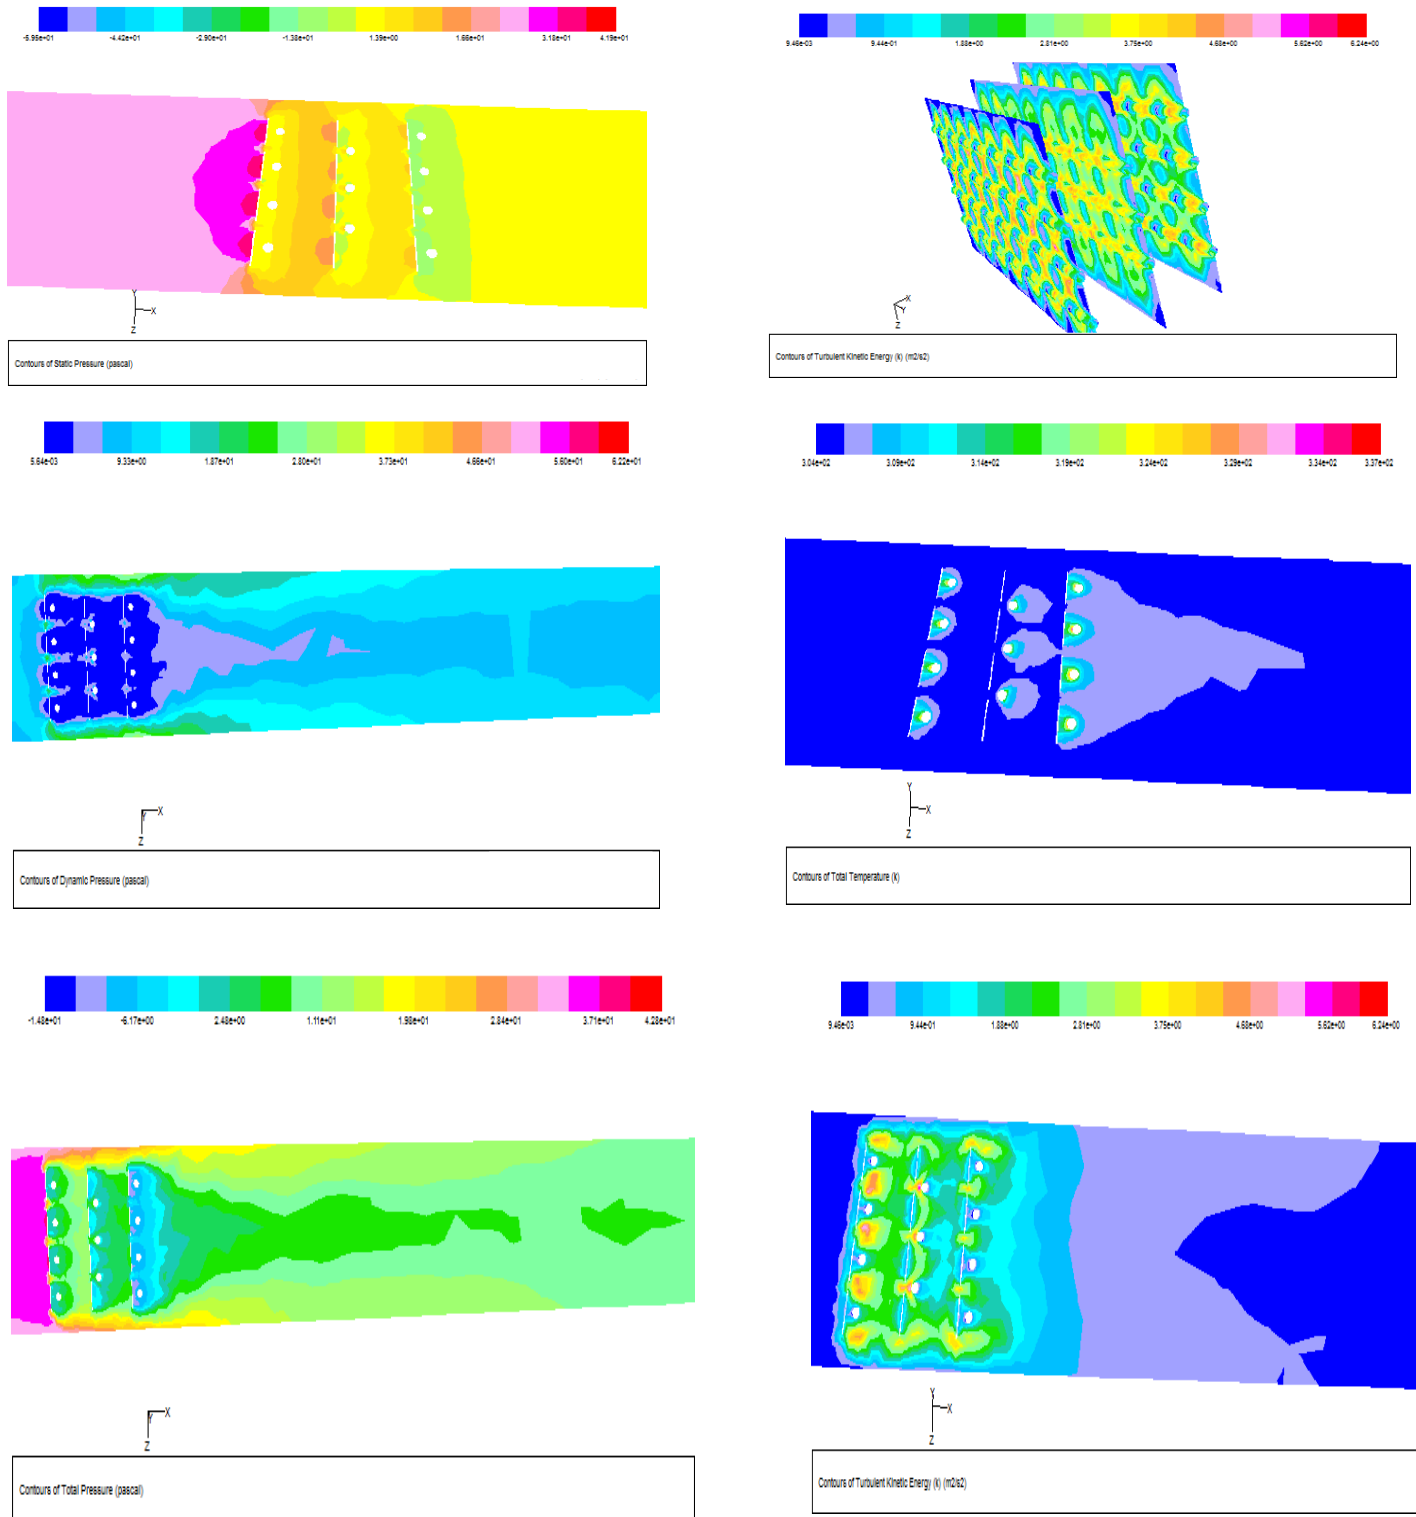 -5.95e+01 -4.42e+01 -2.90e+01 -1.38e+01 1.39e+00 1.66e+01 3.18e+01 4.19e+01
Y
X
Z
Contours of Static Pressure (pascal)
9.46e-03 9.44e-01 1.88e+00 2.81e+00 3.75e+00 4.68e+00 5.62e+00 6.24e+00
X
Y
Z
Contours of Turbulent Kinetic Energy (k) (m2/s2)
5.64e-03 9.33e+00 1.87e+01 2.80e+01 3.73e+01 4.66e+01 5.60e+01 6.22e+01
Y X
Z
Contours of Dynamic Pressure (pascal)
3.04e+02 3.09e+02 3.14e+02 3.19e+02 3.24e+02 3.29e+02 3.34e+02 3.37e+02
Y
X
Z
Contours of Total Temperature (k)
-1.48e+01 -6.17e+00 2.48e+00 1.11e+01 1.98e+01 2.84e+01 3.71e+01 4.28e+01
Y X
Z
Contours of Total Pressure (pascal)
9.46e-03 9.44e-01 1.88e+00 2.81e+00 3.75e+00 4.68e+00 5.62e+00 6.24e+00
Y
X
Z
Contours of Turbulent Kinetic Energy (k) (m2/s2)